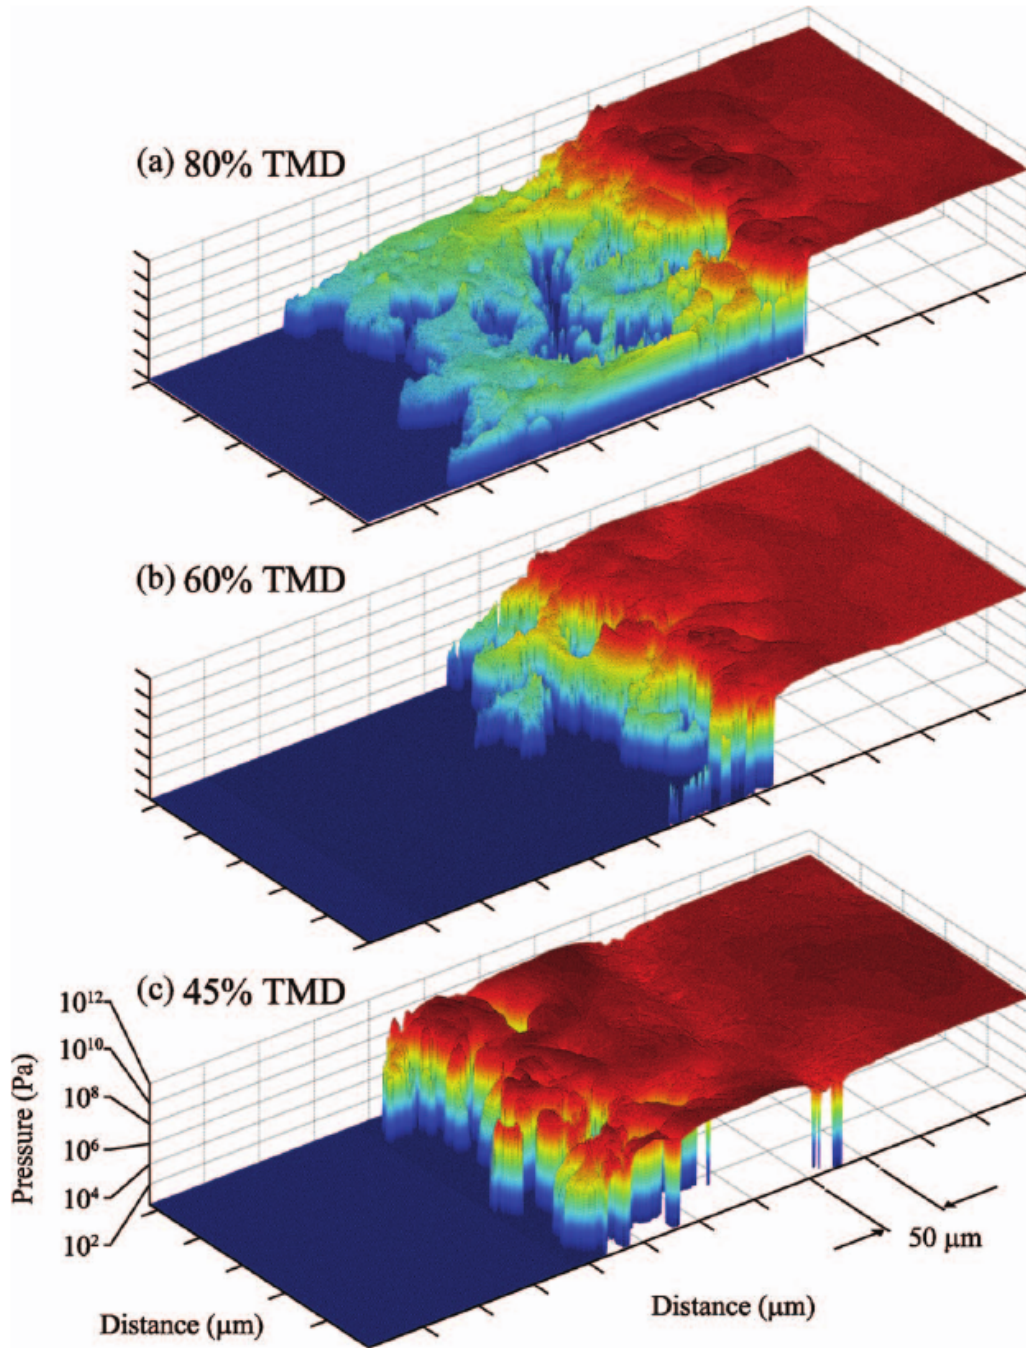 (a) 80% TMD
(b) 60% TMD
(c) 45% TMD
10¹²
10¹⁰
10⁸
10⁶
10⁴
10²
Pressure (Pa)
50 μm
Distance (μm)
Distance (μm)